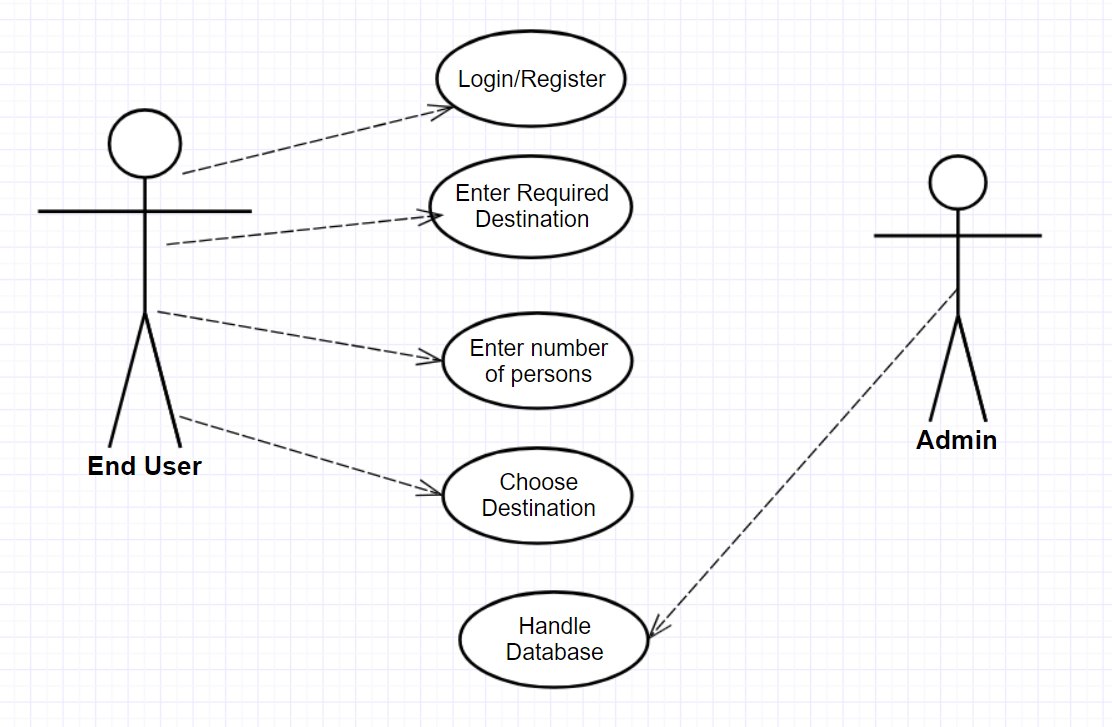 Login/Register
Enter Required
Destination
Enter number
of persons
Choose
Destination
Handle
Database
End User
Admin